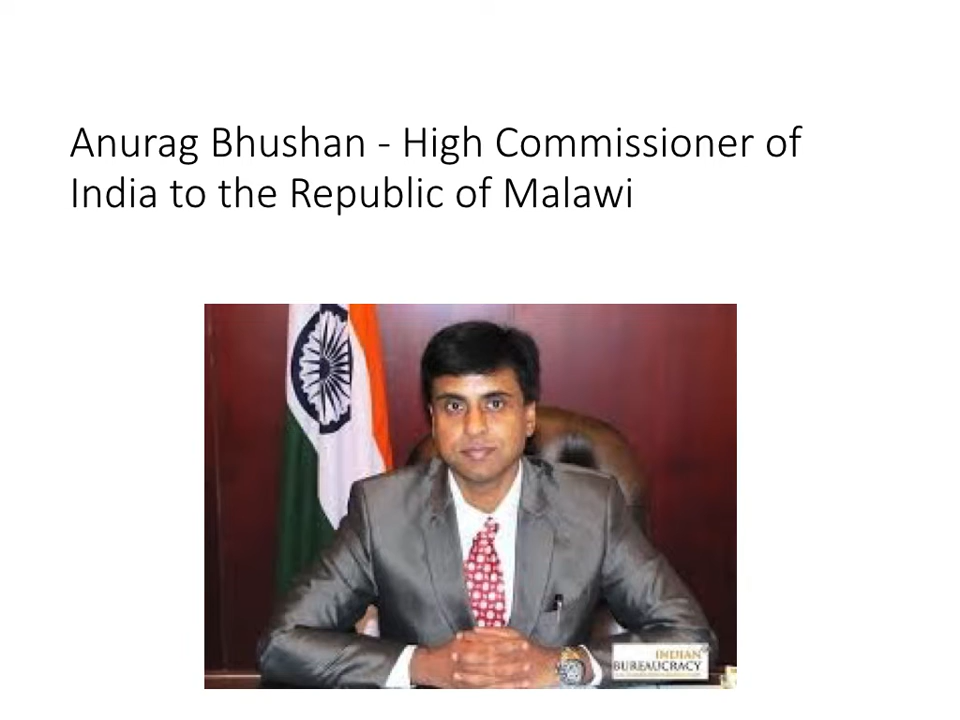 Anurag Bhushan - High Commissioner of
India to the Republic of Malawi
INDIAN
BUREAUCRACY